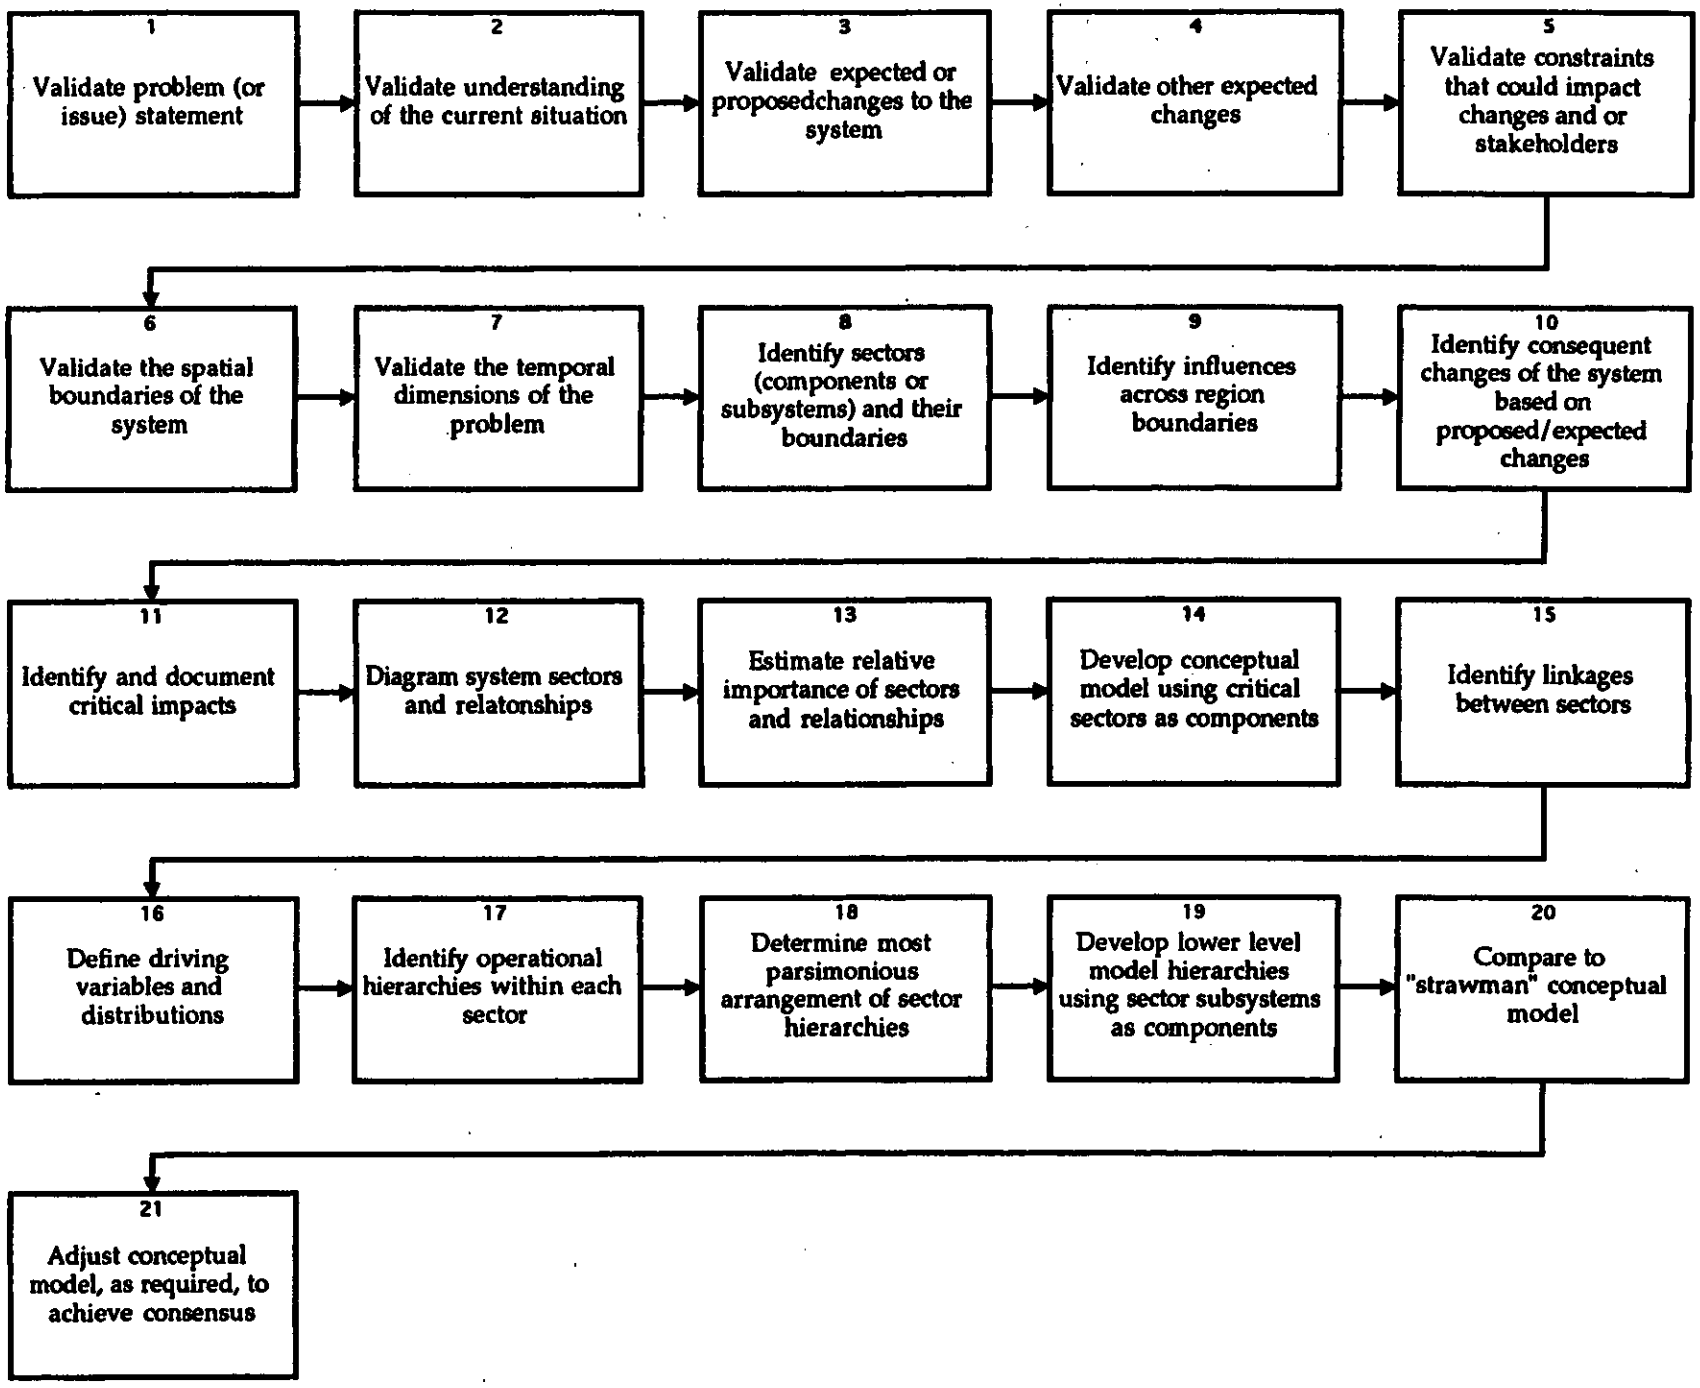 1
Validate problem (or
issue) statement
2
Validate understanding
of the current situation
3
Validate expected or
proposedchanges to the
system
4
Validate other expected
changes
5
Validate constraints
that could impact
changes and or
stakeholders
6
Validate the spatial
boundaries of the
system
7
Validate the temporal
dimensions of the
problem
8
Identify sectors
(components or
subsystems) and their
boundaries
9
Identify influences
across region
boundaries
10
Identify consequent
changes of the system
based on
proposed/expected
changes
11
Identify and document
critical impacts
12
Diagram system sectors
and relatonships
13
Estimate relative
importance of sectors
and relationships
14
Develop conceptual
model using critical
sectors as components
15
Identify linkages
between sectors
16
Define driving
variables and
distributions
17
Identify operational
hierarchies within each
sector
18
Determine most
parsimonious
arrangement of sector
hierarchies
19
Develop lower level
model hierarchies
using sector subsystems
as components
20
Compare to
"strawman" conceptual
model
21
Adjust conceptual
model, as required, to
achieve consensus